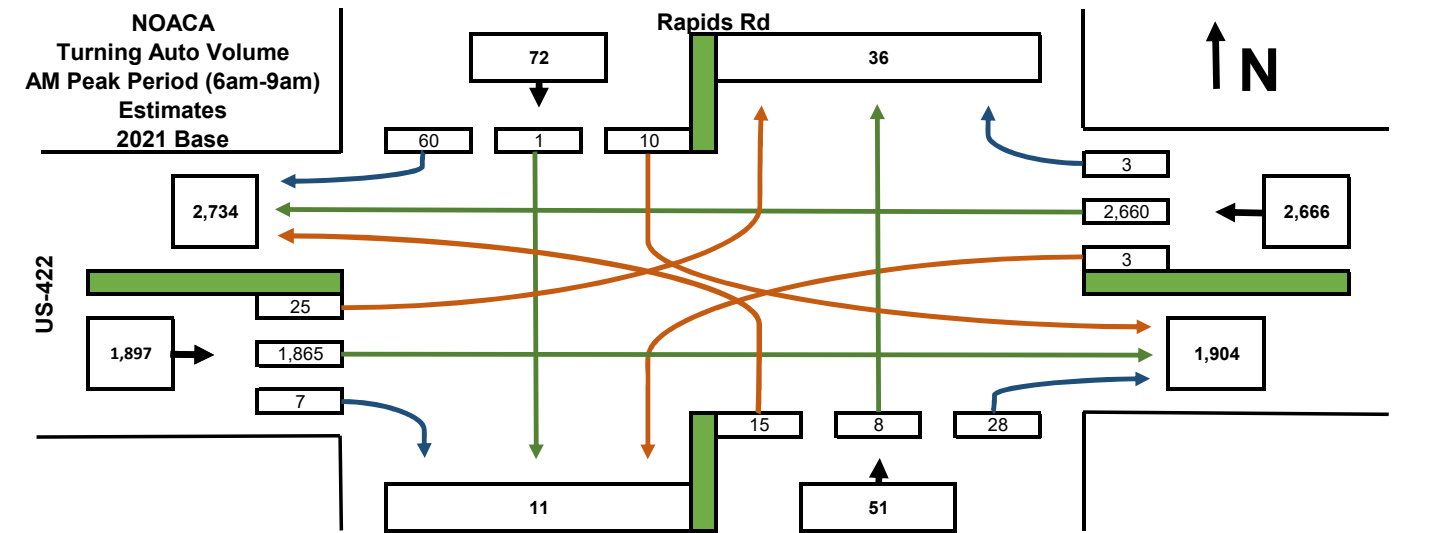 NOACA
Turning Auto Volume
AM Peak Period (6am-9am)
Estimates
2021 Base
Rapids Rd
N
72
36
60
1
10
3
2,734
2,660
2,666
3
US-422
25
1,897
1,865
1,904
7
15
8
28
11
51